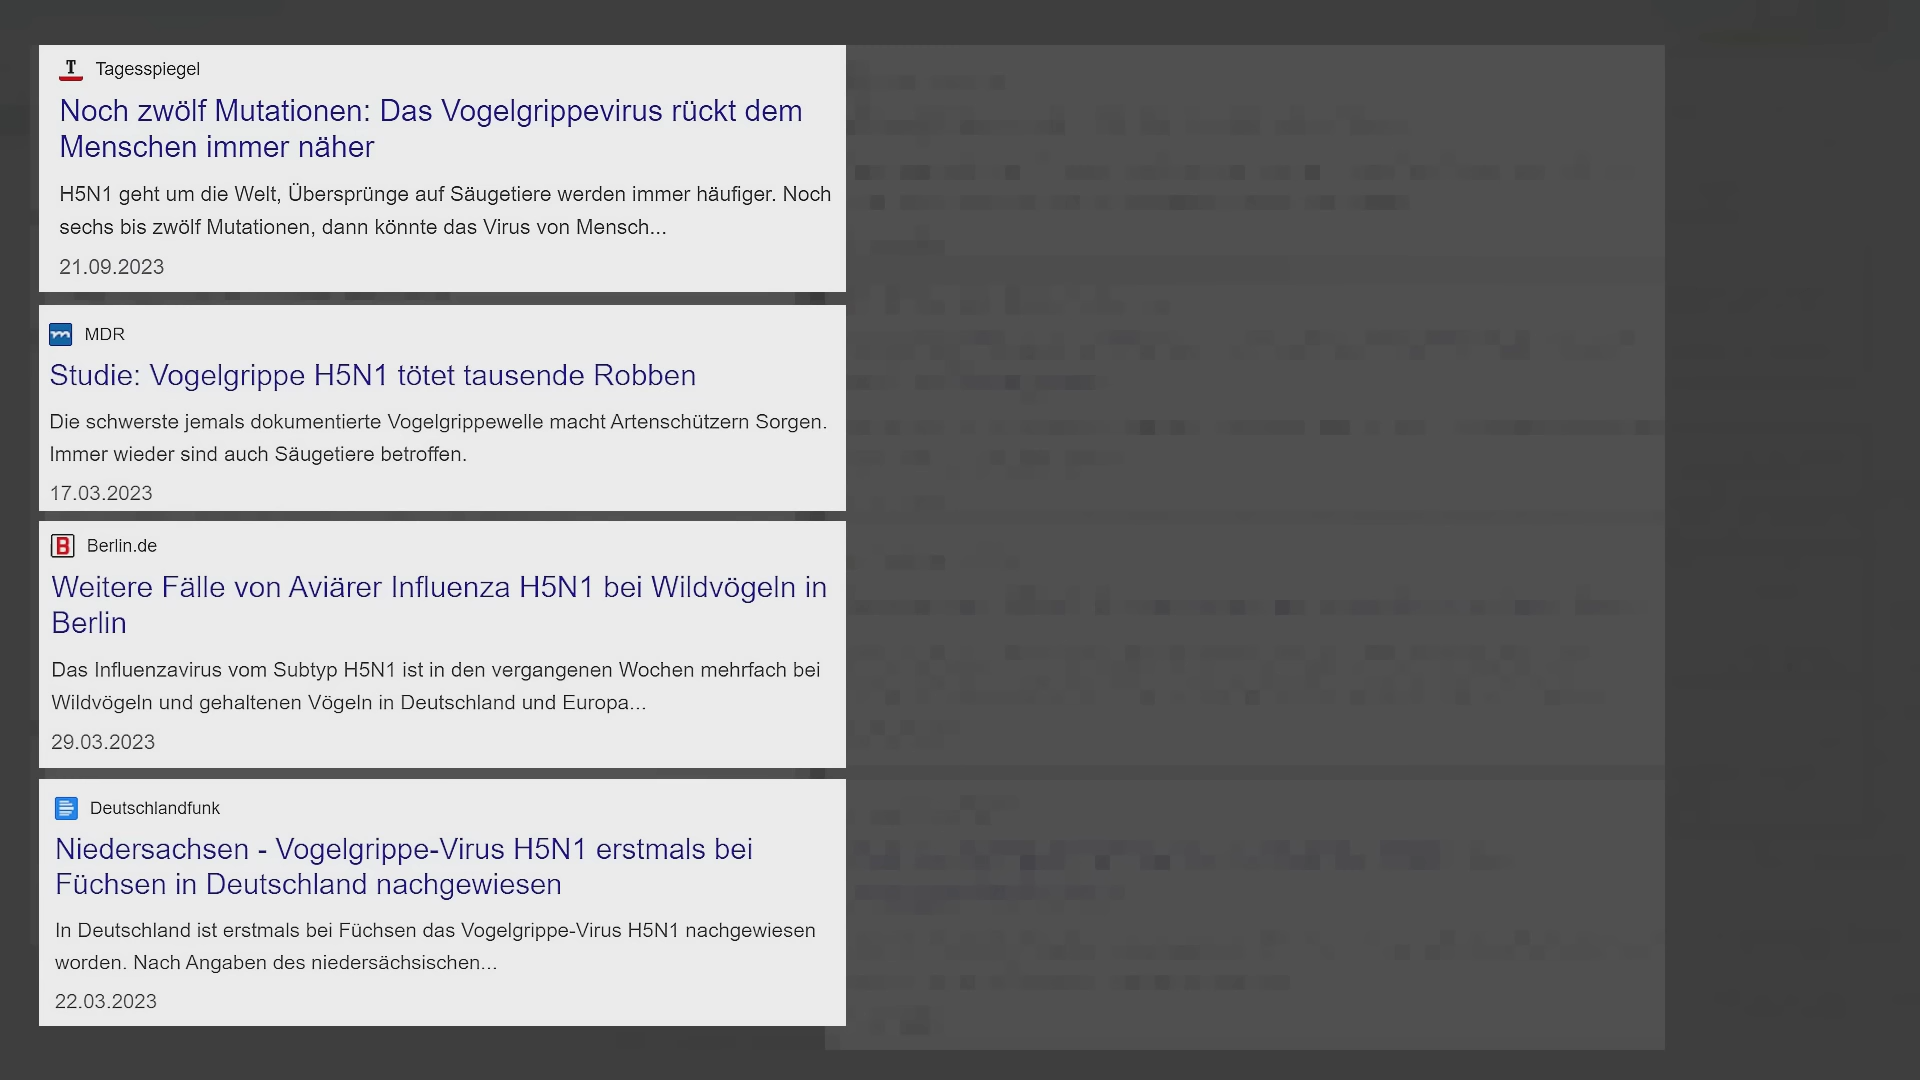 Tagesspiegel
Noch zwölf Mutationen: Das Vogelgrippevirus rückt dem
Menschen immer näher
H5N1 geht um die Welt, Übersprünge auf Säugetiere werden immer häufiger. Noch
sechs bis zwölf Mutationen, dann könnte das Virus von Mensch...
21.09.2023
MDR
Studie: Vogelgrippe H5N1 tötet tausende Robben
Die schwerste jemals dokumentierte Vogelgrippewelle macht Artenschützern Sorgen.
Immer wieder sind auch Säugetiere betroffen.
17.03.2023
Berlin.de
Weitere Fälle von Aviärer Influenza H5N1 bei Wildvögeln in
Berlin
Das Influenzavirus vom Subtyp H5N1 ist in den vergangenen Wochen mehrfach bei
Wildvögeln und gehaltenen Vögeln in Deutschland und Europa...
29.03.2023
Deutschlandfunk
Niedersachsen - Vogelgrippe-Virus H5N1 erstmals bei
Füchsen in Deutschland nachgewiesen
In Deutschland ist erstmals bei Füchsen das Vogelgrippe-Virus H5N1 nachgewiesen
worden. Nach Angaben des niedersächsischen...
22.03.2023